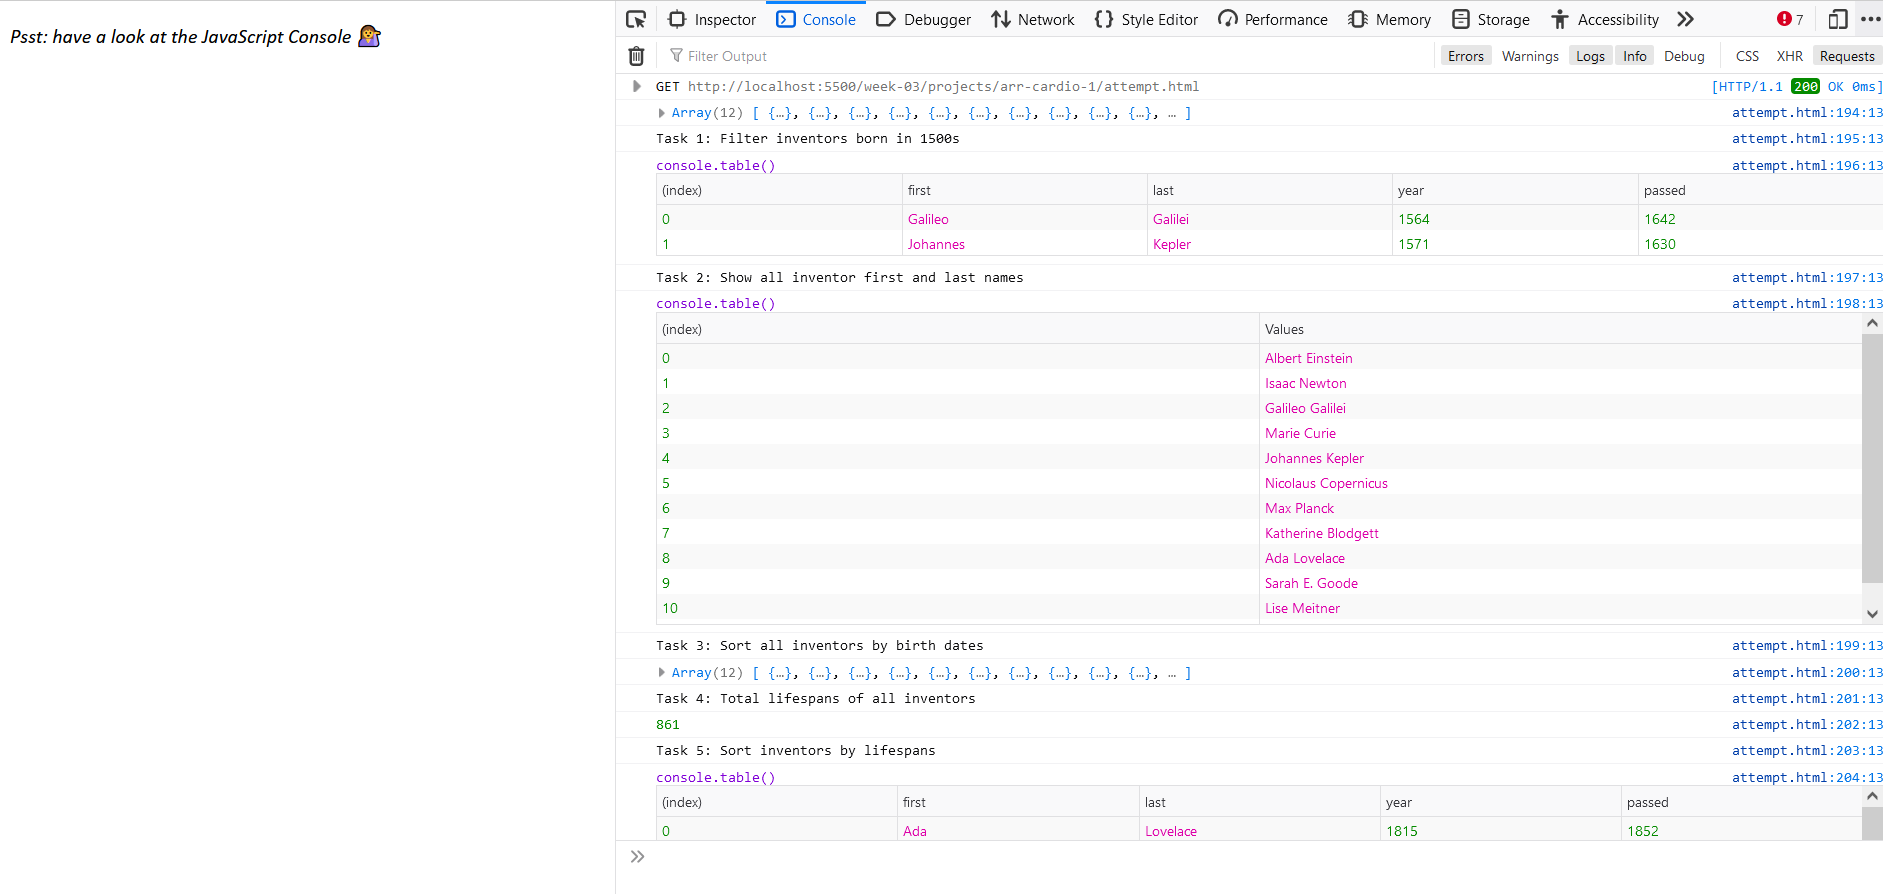 Psst: have a look at the JavaScript Console 💁
Inspector Console Debugger Network Style Editor Performance Memory Storage Accessibility 7
Filter Output Errors Warnings Logs Info Debug CSS XHR Requests
GET http://localhost:5500/week-03/projects/arr-cardio-1/attempt.html [HTTP/1.1 200 OK 0ms]
Array(12) [ {…}, {…}, {…}, {…}, {…}, {…}, {…}, {…}, {…}, {…}, … ] attempt.html:194:13
Task 1: Filter inventors born in 1500s attempt.html:195:13
console.table() attempt.html:196:13
(index) first last year passed
0 Galileo Galilei 1564 1642
1 Johannes Kepler 1571 1630
Task 2: Show all inventor first and last names attempt.html:197:13
console.table() attempt.html:198:13
(index) Values
0 Albert Einstein
1 Isaac Newton
2 Galileo Galilei
3 Marie Curie
4 Johannes Kepler
5 Nicolaus Copernicus
6 Max Planck
7 Katherine Blodgett
8 Ada Lovelace
9 Sarah E. Goode
10 Lise Meitner
Task 3: Sort all inventors by birth dates attempt.html:199:13
Array(12) [ {…}, {…}, {…}, {…}, {…}, {…}, {…}, {…}, {…}, {…}, … ] attempt.html:200:13
Task 4: Total lifespans of all inventors attempt.html:201:13
861 attempt.html:202:13
Task 5: Sort inventors by lifespans attempt.html:203:13
console.table() attempt.html:204:13
(index) first last year passed
0 Ada Lovelace 1815 1852